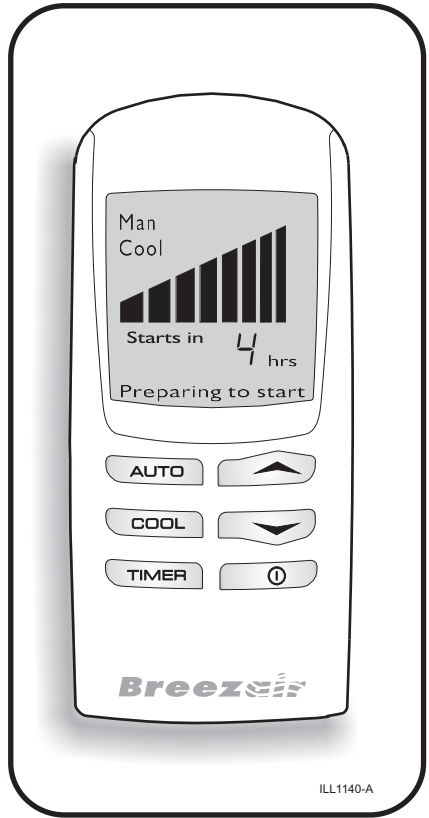 Man
Cool
Starts in 4 hrs
Preparing to start
AUTO
COOL
TIMER
Breezair
ILL1140-A